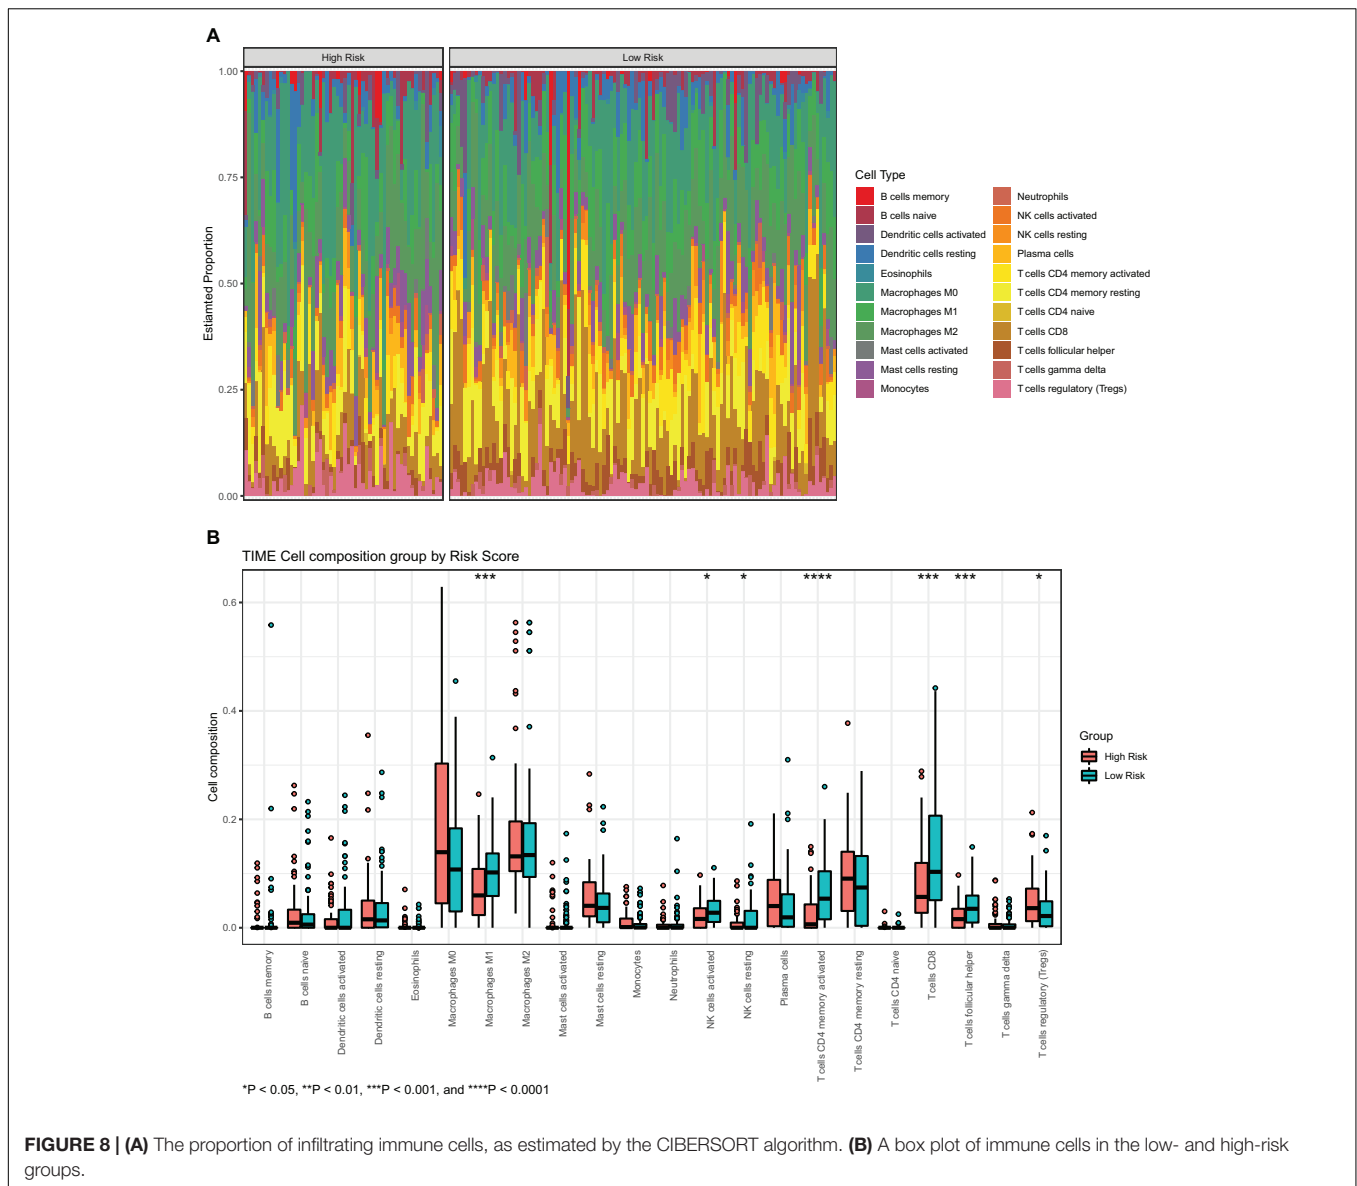 A
High Risk
Low Risk
1.00
0.75
0.50
0.25
0.00
Estiamted Proportion
Cell Type
B cells memory
B cells naive
Dendritic cells activated
Dendritic cells resting
Eosinophils
Macrophages M0
Macrophages M1
Macrophages M2
Mast cells activated
Mast cells resting
Monocytes
Neutrophils
NK cells activated
NK cells resting
Plasma cells
T cells CD4 memory activated
T cells CD4 memory resting
T cells CD4 naive
T cells CD8
T cells follicular helper
T cells gamma delta
T cells regulatory (Tregs)
B
TIME Cell composition group by Risk Score
*** * * **** *** *** *
0.6
0.4
0.2
0.0
Cell composition
B cells memory
B cells naive
Dendritic cells activated
Dendritic cells resting
Eosinophils
Macrophages M0
Macrophages M1
Macrophages M2
Mast cells activated
Mast cells resting
Monocytes
Neutrophils
NK cells activated
NK cells resting
Plasma cells
T cells CD4 memory activated
T cells CD4 memory resting
T cells CD4 naive
T cells CD8
T cells follicular helper
T cells gamma delta
T cells regulatory (Tregs)
Group
High Risk
Low Risk
*P < 0.05, **P < 0.01, ***P < 0.001, and ****P < 0.0001
FIGURE 8 | (A) The proportion of infiltrating immune cells, as estimated by the CIBERSORT algorithm. (B) A box plot of immune cells in the low- and high-risk
groups.